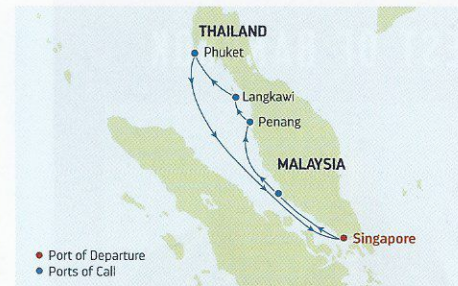 THAILAND
Phuket
Langkawi
Penang
MALAYSIA
Singapore
Port of Departure
Ports of Call